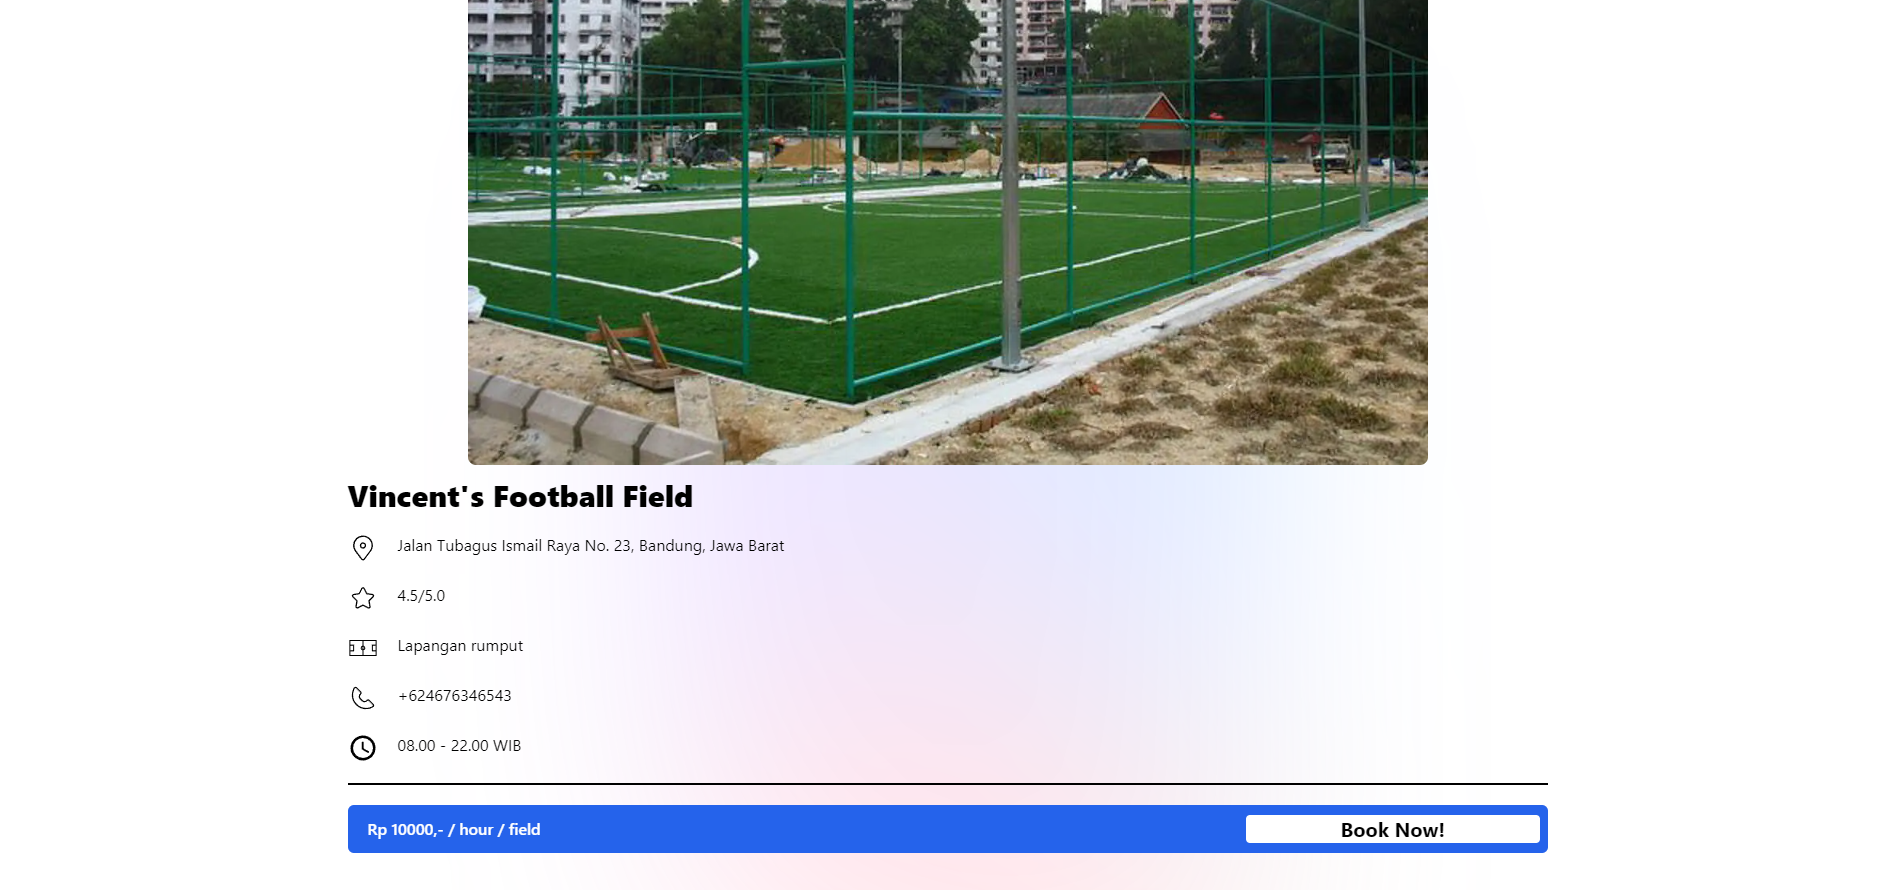 Vincent's Football Field
Jalan Tubagus Ismail Raya No. 23, Bandung, Jawa Barat
4.5/5.0
Lapangan rumput
+624676346543
08.00 - 22.00 WIB
Rp 10000,- / hour / field
Book Now!